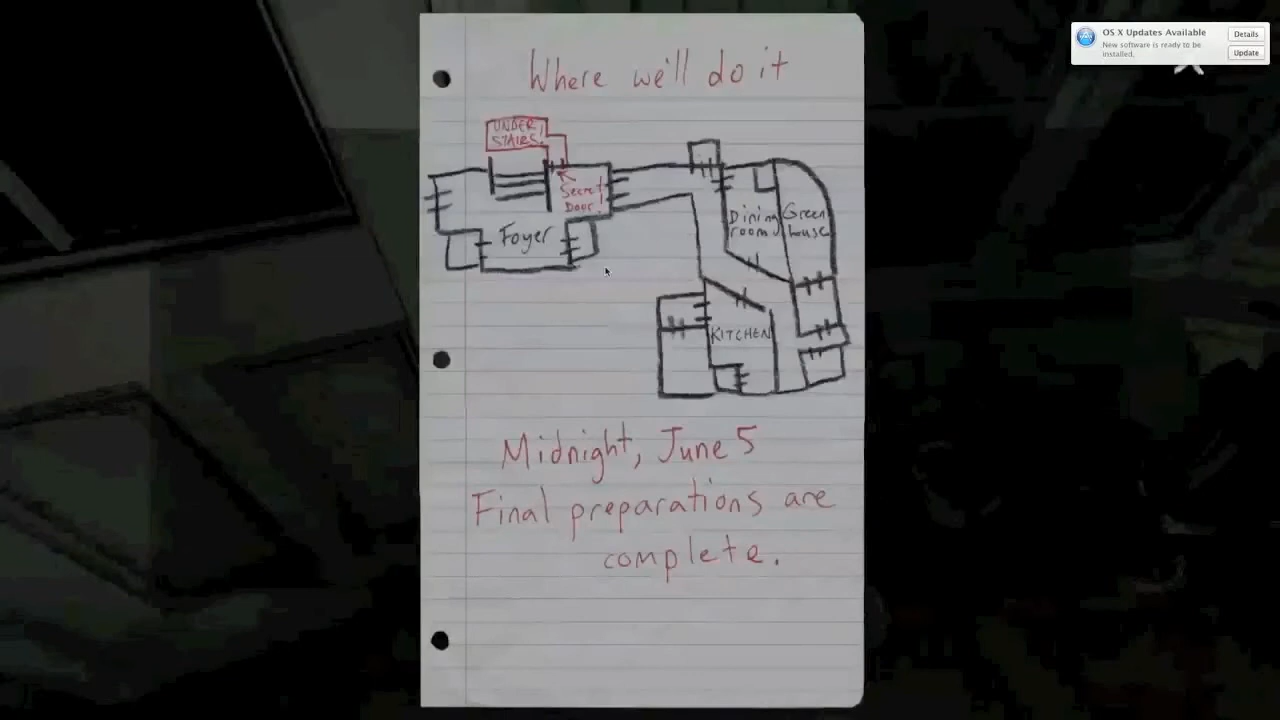 Where we'll do it
UNDER
STAIRS!
Secret
Door!
Foyer
Dining
room
Green
house
KITCHEN
Midnight, June 5
Final preparations are
complete.
OS X Updates Available
New software is ready to be
installed.
Details
Update